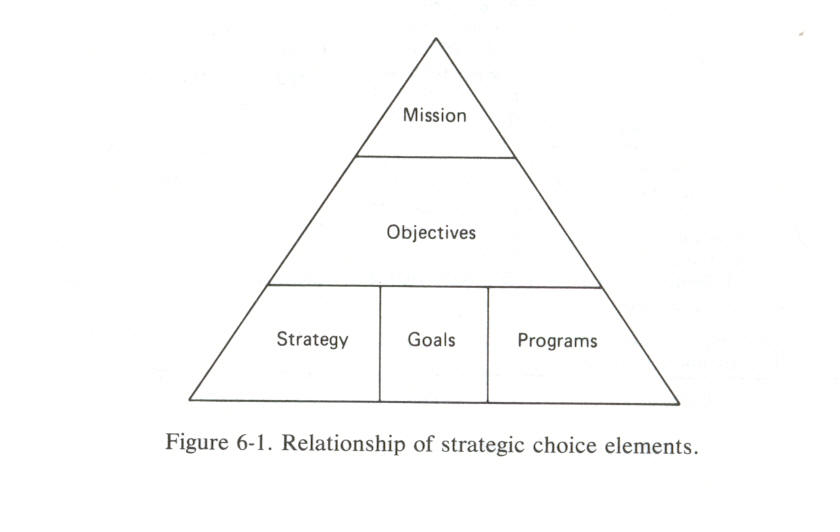 Mission
Objectives
Strategy Goals Programs
Figure 6-1. Relationship of strategic choice elements.